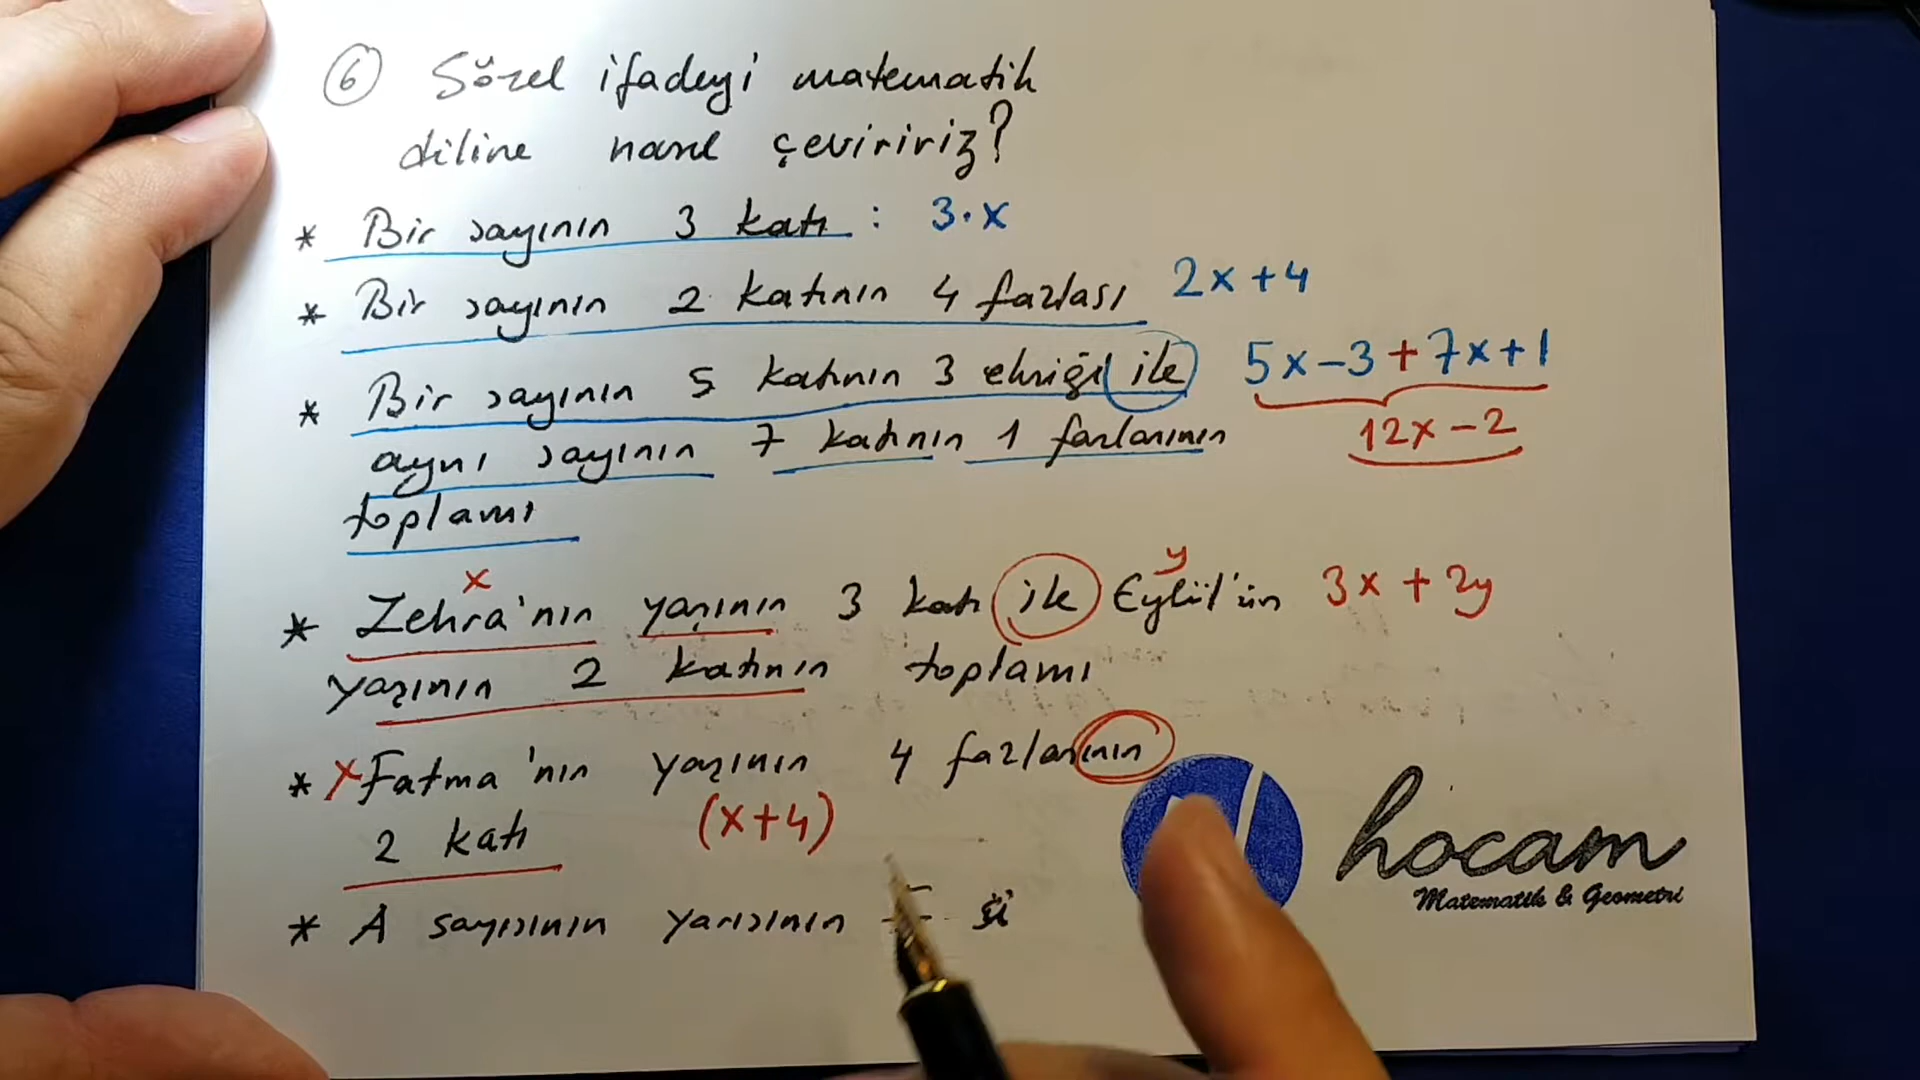 6 Sözel ifadeyi matematik
diline nasıl çeviririz?
* Bir sayının 3 katı : 3·x
* Bir sayının 2 katının 4 fazlası 2x+4
* Bir sayının 5 katının 3 eksiği ile 5x-3+7x+1
aynı sayının 7 katının 1 fazlasının 12x-2
toplamı
x y
* Zehra'nın yaşının 3 katı ile Eylül'ün 3x+2y
yaşının 2 katının toplamı
* x Fatma'nın yaşının 4 fazlasının
2 katı (x+4)
* A sayısının yarısının si
hocam
Matematik & Geometri